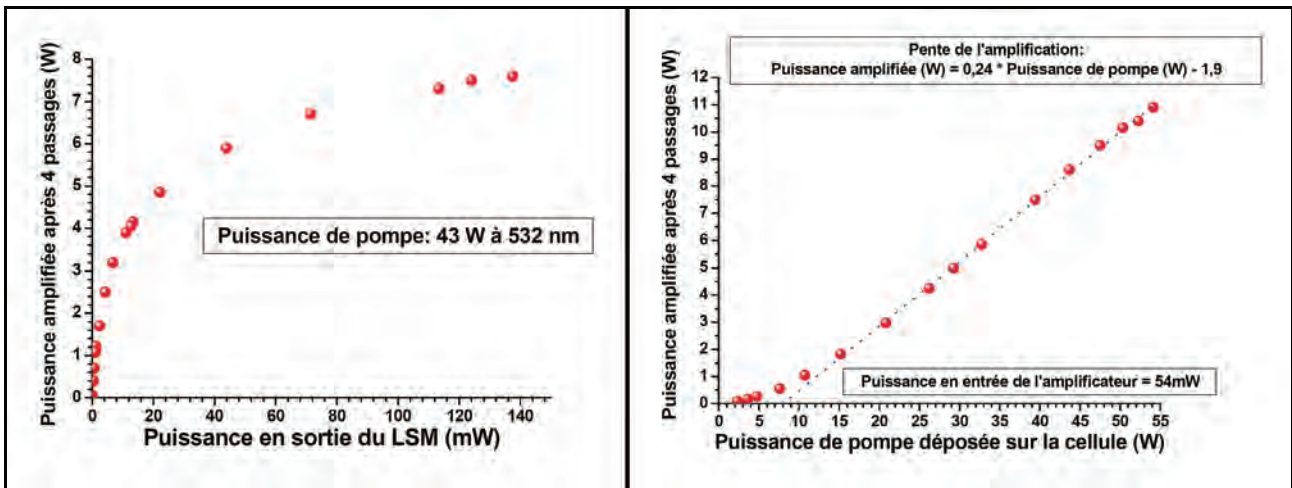 Puissance amplifiée après 4 passages (W)
8
7
6
5
4
3
2
1
0
Puissance de pompe: 43 W à 532 nm
0 20 40 60 80 100 120 140
Puissance en sortie du LSM (mW)
Pente de l'amplification:
Puissance amplifiée (W) = 0,24 * Puissance de pompe (W) - 1,9
Puissance amplifiée après 4 passages (W)
12
11
10
9
8
7
6
5
4
3
2
1
0
Puissance en entrée de l'amplificateur = 54mW
0 5 10 15 20 25 30 35 40 45 50 55
Puissance de pompe déposée sur la cellule (W)